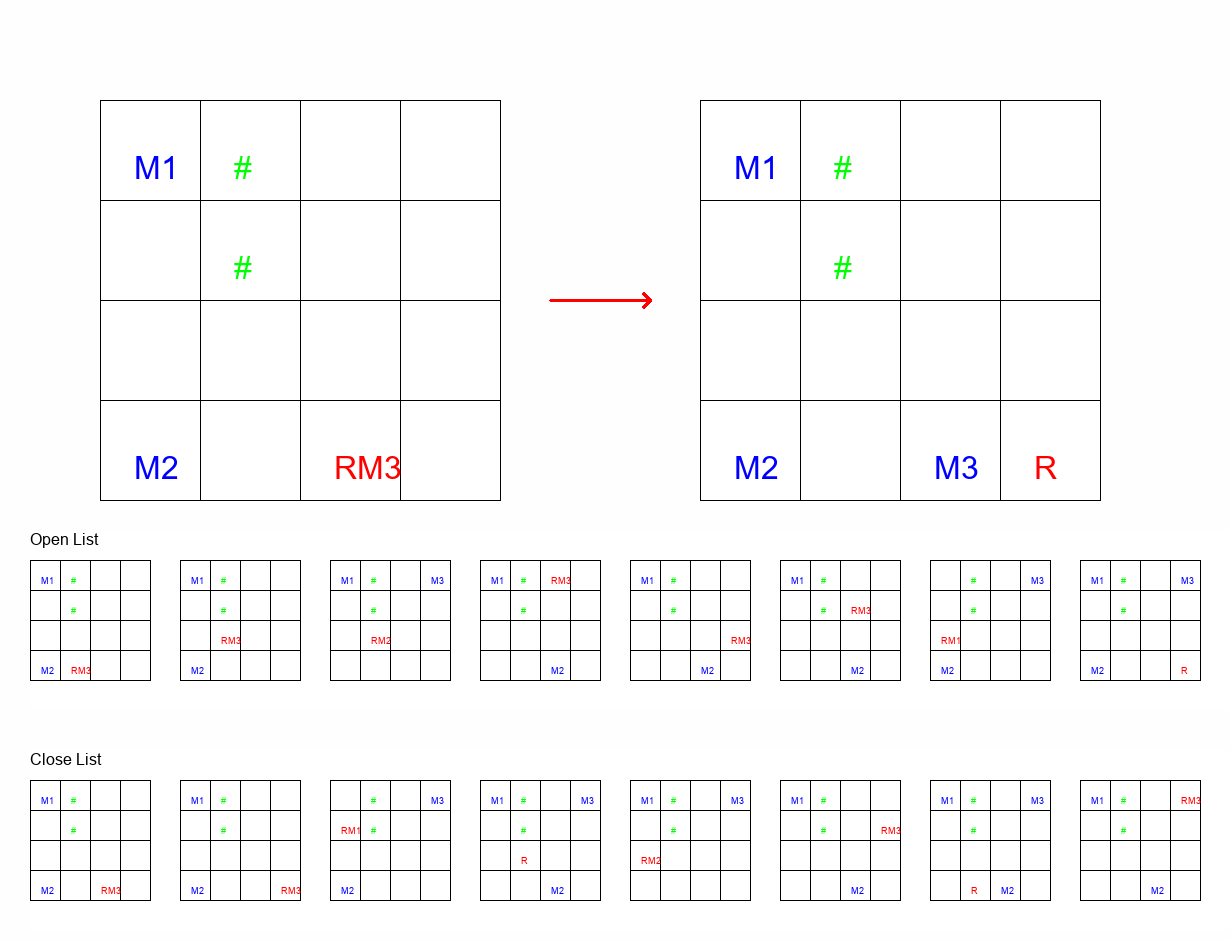 M1 # M1 #
# #
M2 RM3 M2 M3 R
Open List
M1 # M1 # M1 # M3 M1 # RM3 M1 # M1 # # M3 M1 # M3
# # # # # # RM3 # #
RM3 RM2 RM3 RM1
M2 RM3 M2 M2 M2 M2 M2 M2 R
Close List
M1 # M1 # # M3 M1 # M3 M1 # M3 M1 # M1 # M3 M1 # RM3
# # RM1 # # # # RM3 # #
R RM2
M2 RM3 M2 RM3 M2 M2 M2 R M2 M2